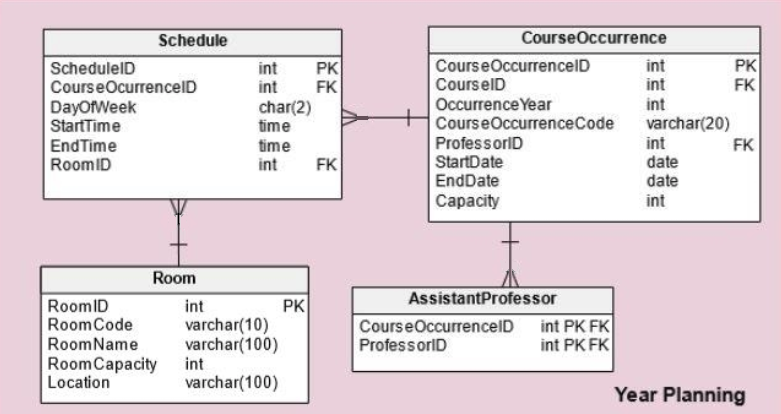 Schedule
ScheduleID int PK
CourseOcurrenceID int FK
DayOfWeek char(2)
StartTime time
EndTime time
RoomID int FK
CourseOccurrence
CourseOccurrenceID int PK
CourseID int FK
OccurrenceYear int
CourseOccurrenceCode varchar(20)
ProfessorID int FK
StartDate date
EndDate date
Capacity int
Room
RoomID int PK
RoomCode varchar(10)
RoomName varchar(100)
RoomCapacity int
Location varchar(100)
AssistantProfessor
CourseOccurrenceID int PK FK
ProfessorID int PK FK
Year Planning